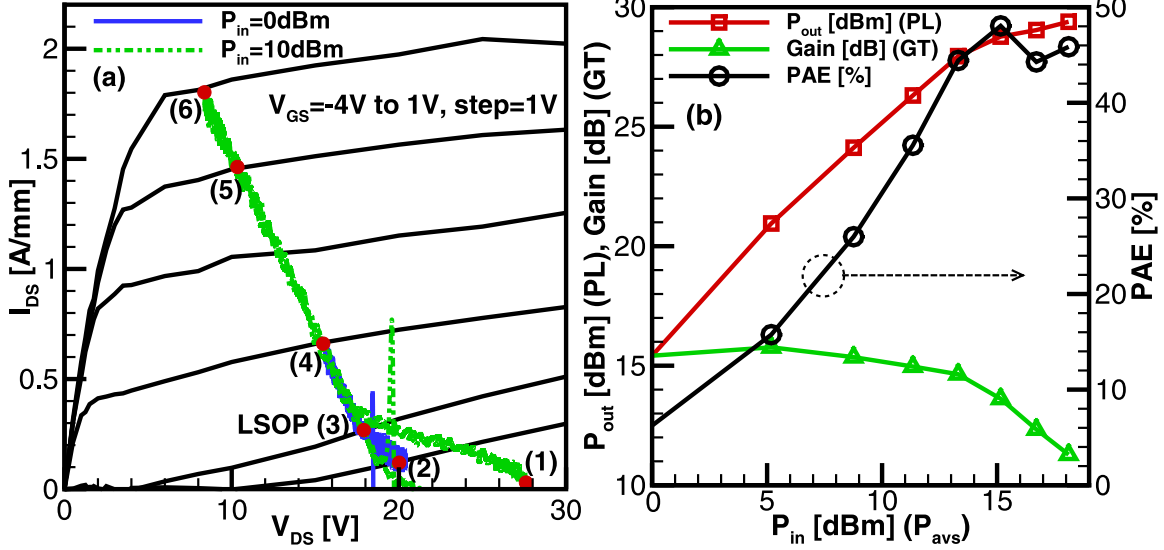 P_in=0dBm
P_in=10dBm
(a)
V_GS=-4V to 1V, step=1V
(6)
(5)
(4)
LSOP (3)
(2)
(1)
2
1.5
1
0.5
0
0 10 20 30
I_DS [A/mm]
V_DS [V]
P_out [dBm] (PL)
Gain [dB] (GT)
PAE [%]
(b)
30
25
20
15
10
0 5 10 15
50
40
30
20
10
0
P_out [dBm] (PL), Gain [dB] (GT)
PAE [%]
P_in [dBm] (P_avs)